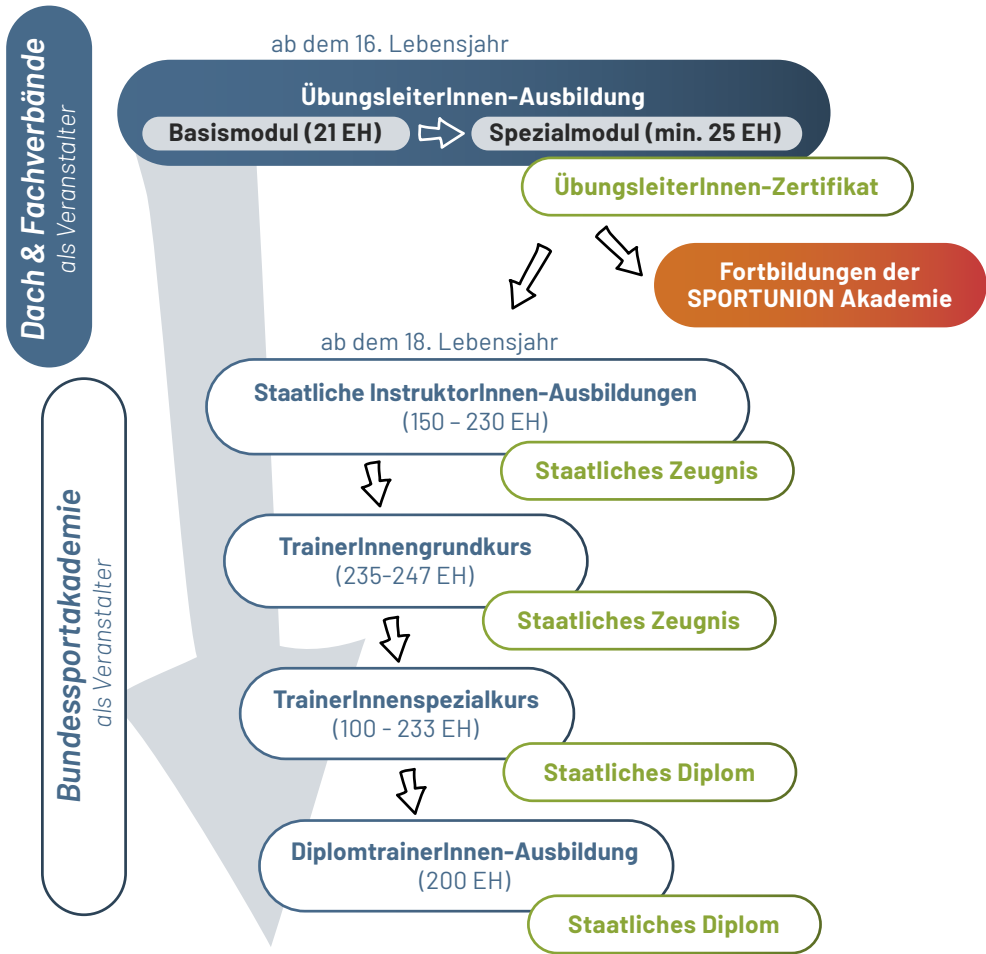 Dach & Fachverbände
als Veranstalter
ab dem 16. Lebensjahr
ÜbungsleiterInnen-Ausbildung
Basismodul (21 EH)
Spezialmodul (min. 25 EH)
ÜbungsleiterInnen-Zertifikat
Fortbildungen der
SPORTUNION Akademie
Bundessportakademie
als Veranstalter
ab dem 18. Lebensjahr
Staatliche InstruktorInnen-Ausbildungen
(150 – 230 EH)
Staatliches Zeugnis
TrainerInnengrundkurs
(235-247 EH)
Staatliches Zeugnis
TrainerInnenspezialkurs
(100 - 233 EH)
Staatliches Diplom
DiplomtrainerInnen-Ausbildung
(200 EH)
Staatliches Diplom